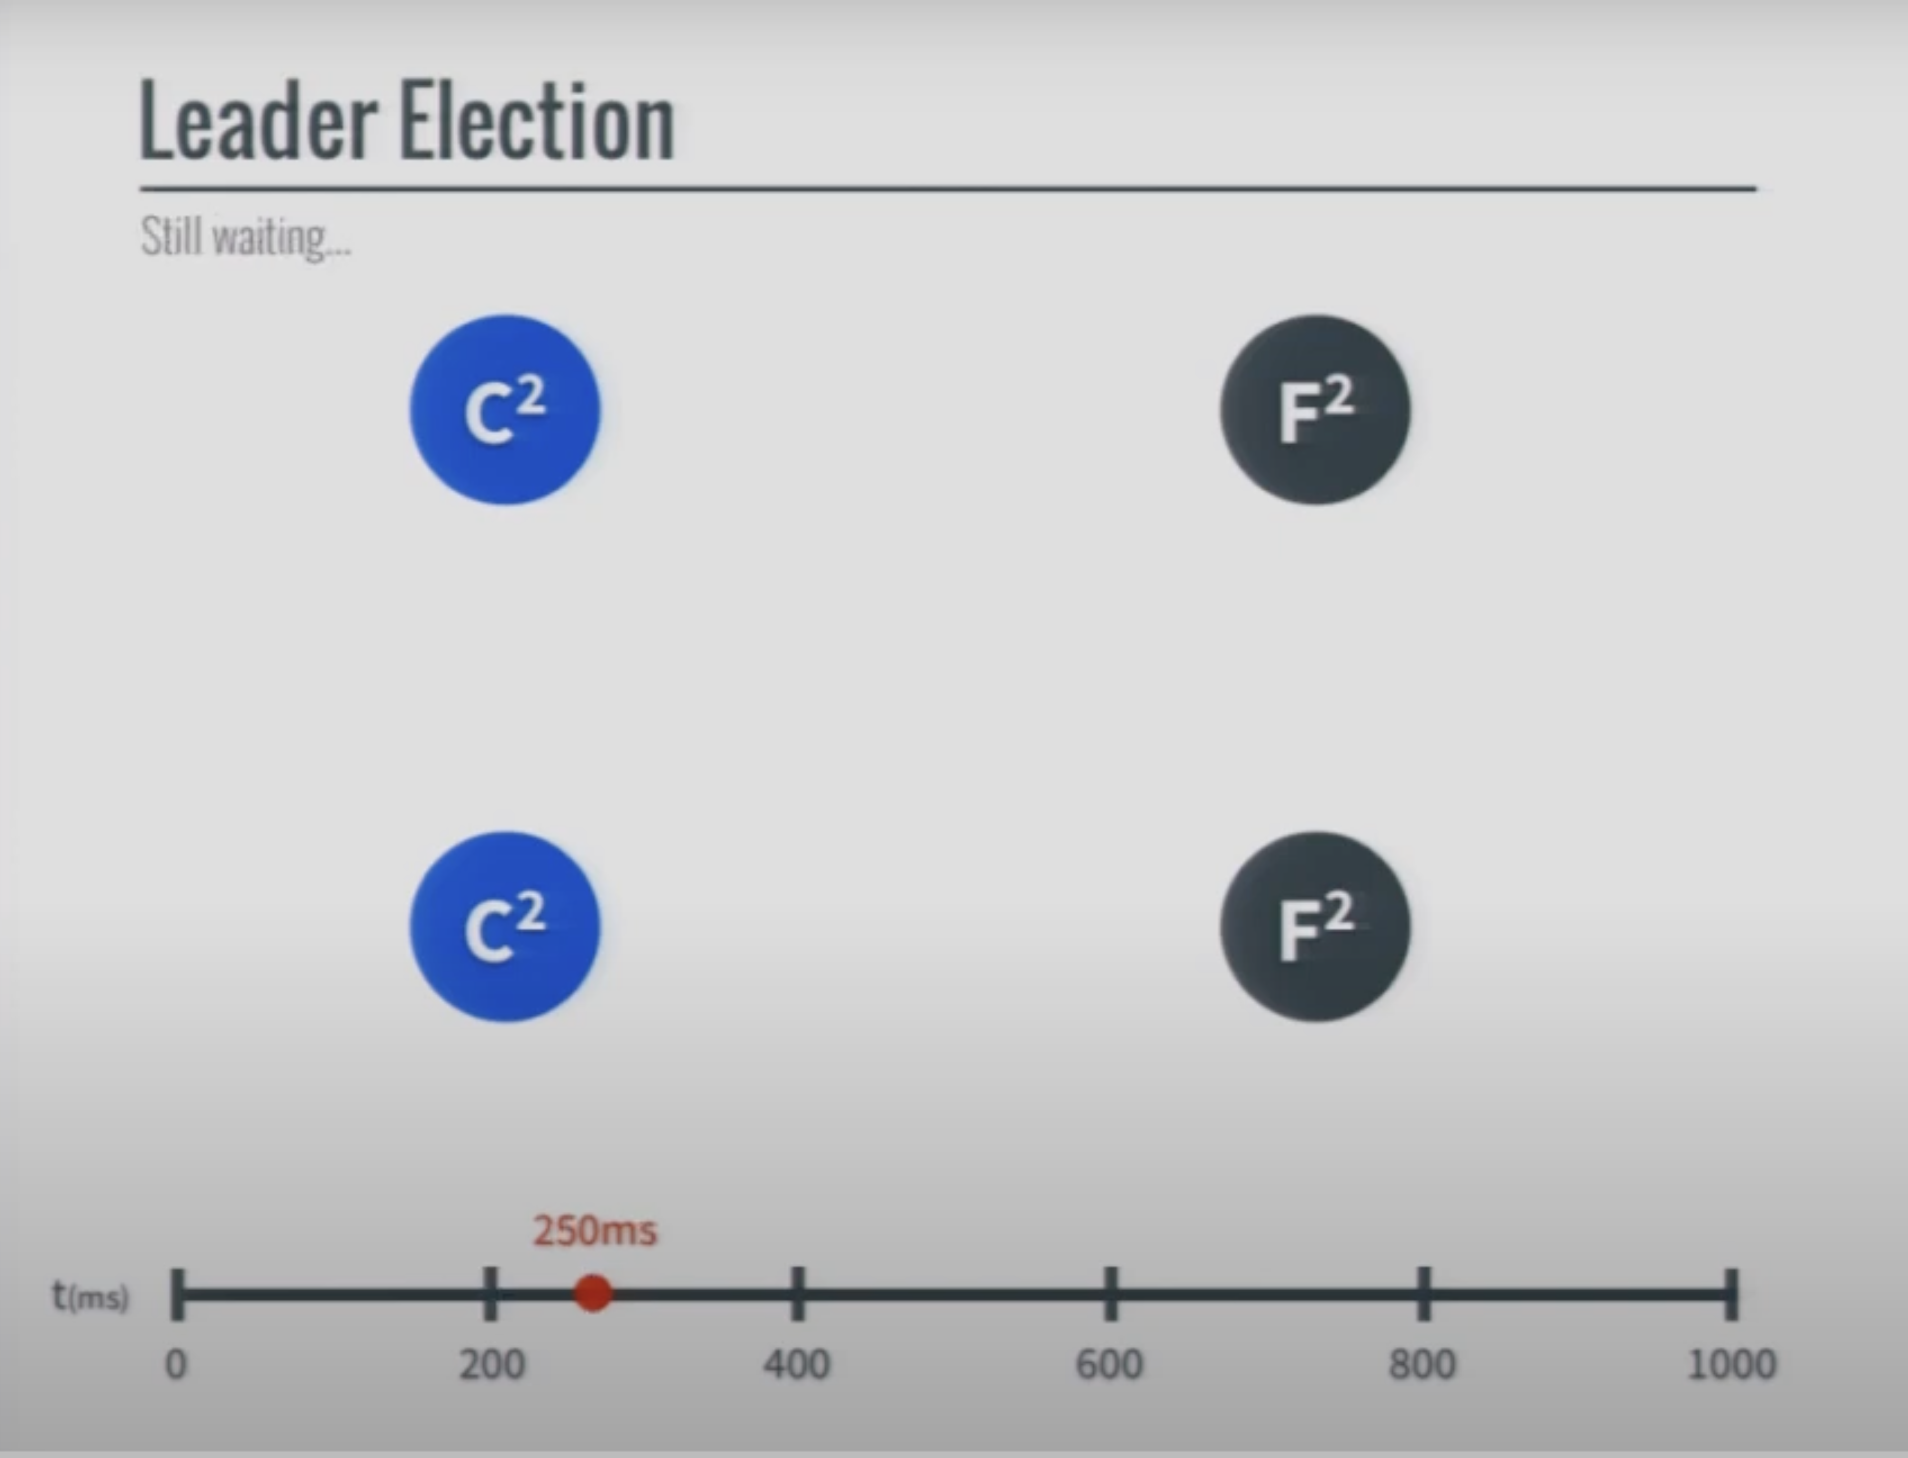 Leader Election
Still waiting...
C²
F²
C²
F²
250ms
t(ms)
0 200 400 600 800 1000